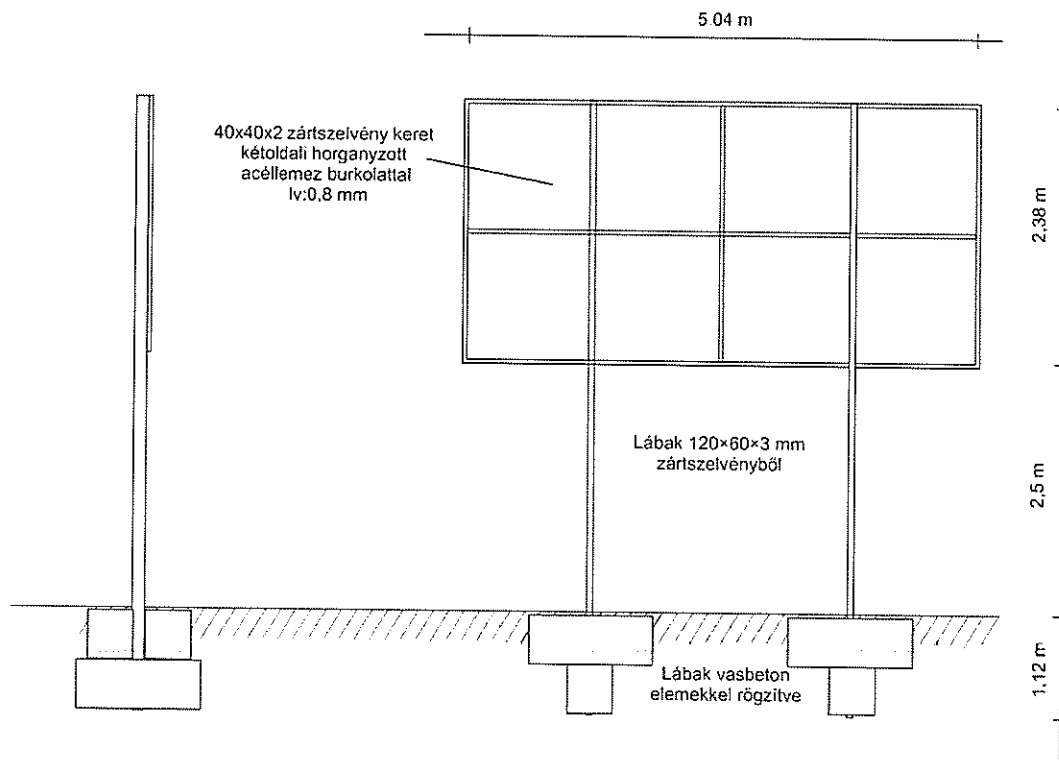 5.04 m
40x40x2 zártszelvény keret
kétoldali horganyzott
acéllemez burkolattal
lv:0,8 mm
2,38 m
Lábak 120×60×3 mm
zártszelvényből
2,5 m
Lábak vasbeton
elemekkel rögzítve
1,12 m